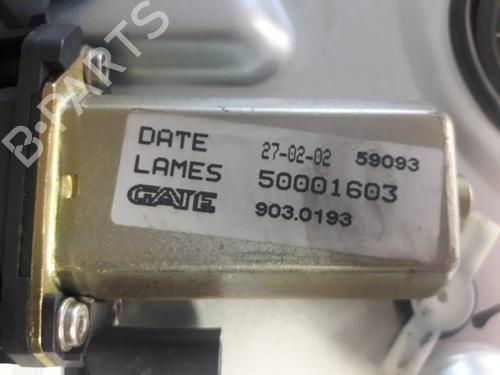 B-PARTS
DATE 27-02-02 59093
LAMES 50001603
GATE 903.0193